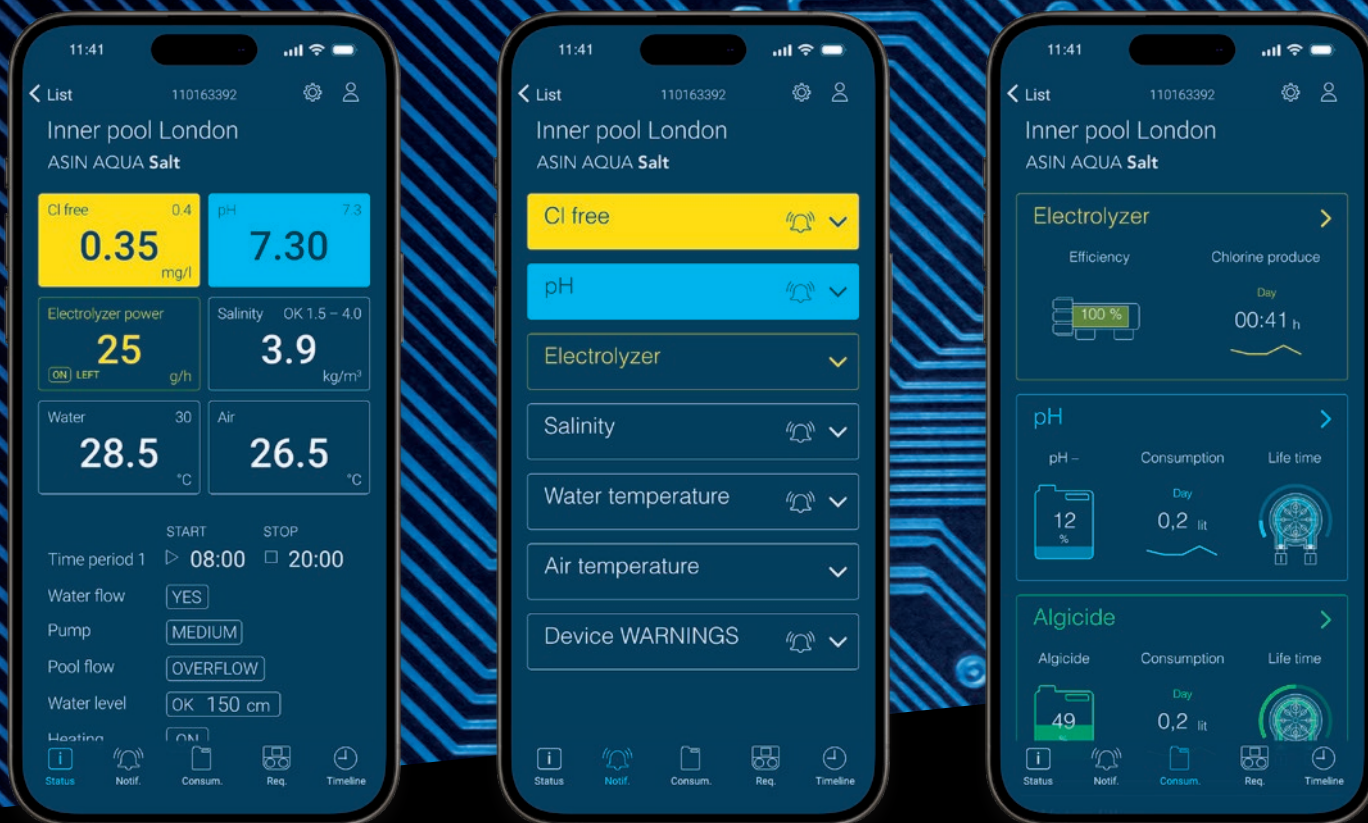 11:41
List 110163392
Inner pool London
ASIN AQUA Salt
Cl free 0.4
0.35
mg/l
pH 7.3
7.30
Electrolyzer power
25
ON LEFT g/h
Salinity OK 1.5 – 4.0
3.9
kg/m³
Water 30
28.5
°C
Air
26.5
°C
START STOP
Time period 1 08:00 20:00
Water flow YES
Pump MEDIUM
Pool flow OVERFLOW
Water level OK 150 cm
Heating ON
Status Notif. Consum. Req. Timeline
11:41
List 110163392
Inner pool London
ASIN AQUA Salt
Cl free
pH
Electrolyzer
Salinity
Water temperature
Air temperature
Device WARNINGS
Status Notif. Consum. Req. Timeline
11:41
List 110163392
Inner pool London
ASIN AQUA Salt
Electrolyzer
Efficiency Chlorine produce
Day
100 % 00:41 h
pH
pH – Consumption Life time
Day
12 0,2 lit
%
Algicide
Algicide Consumption Life time
Day
49 0,2 lit
%
Status Notif. Consum. Req. Timeline